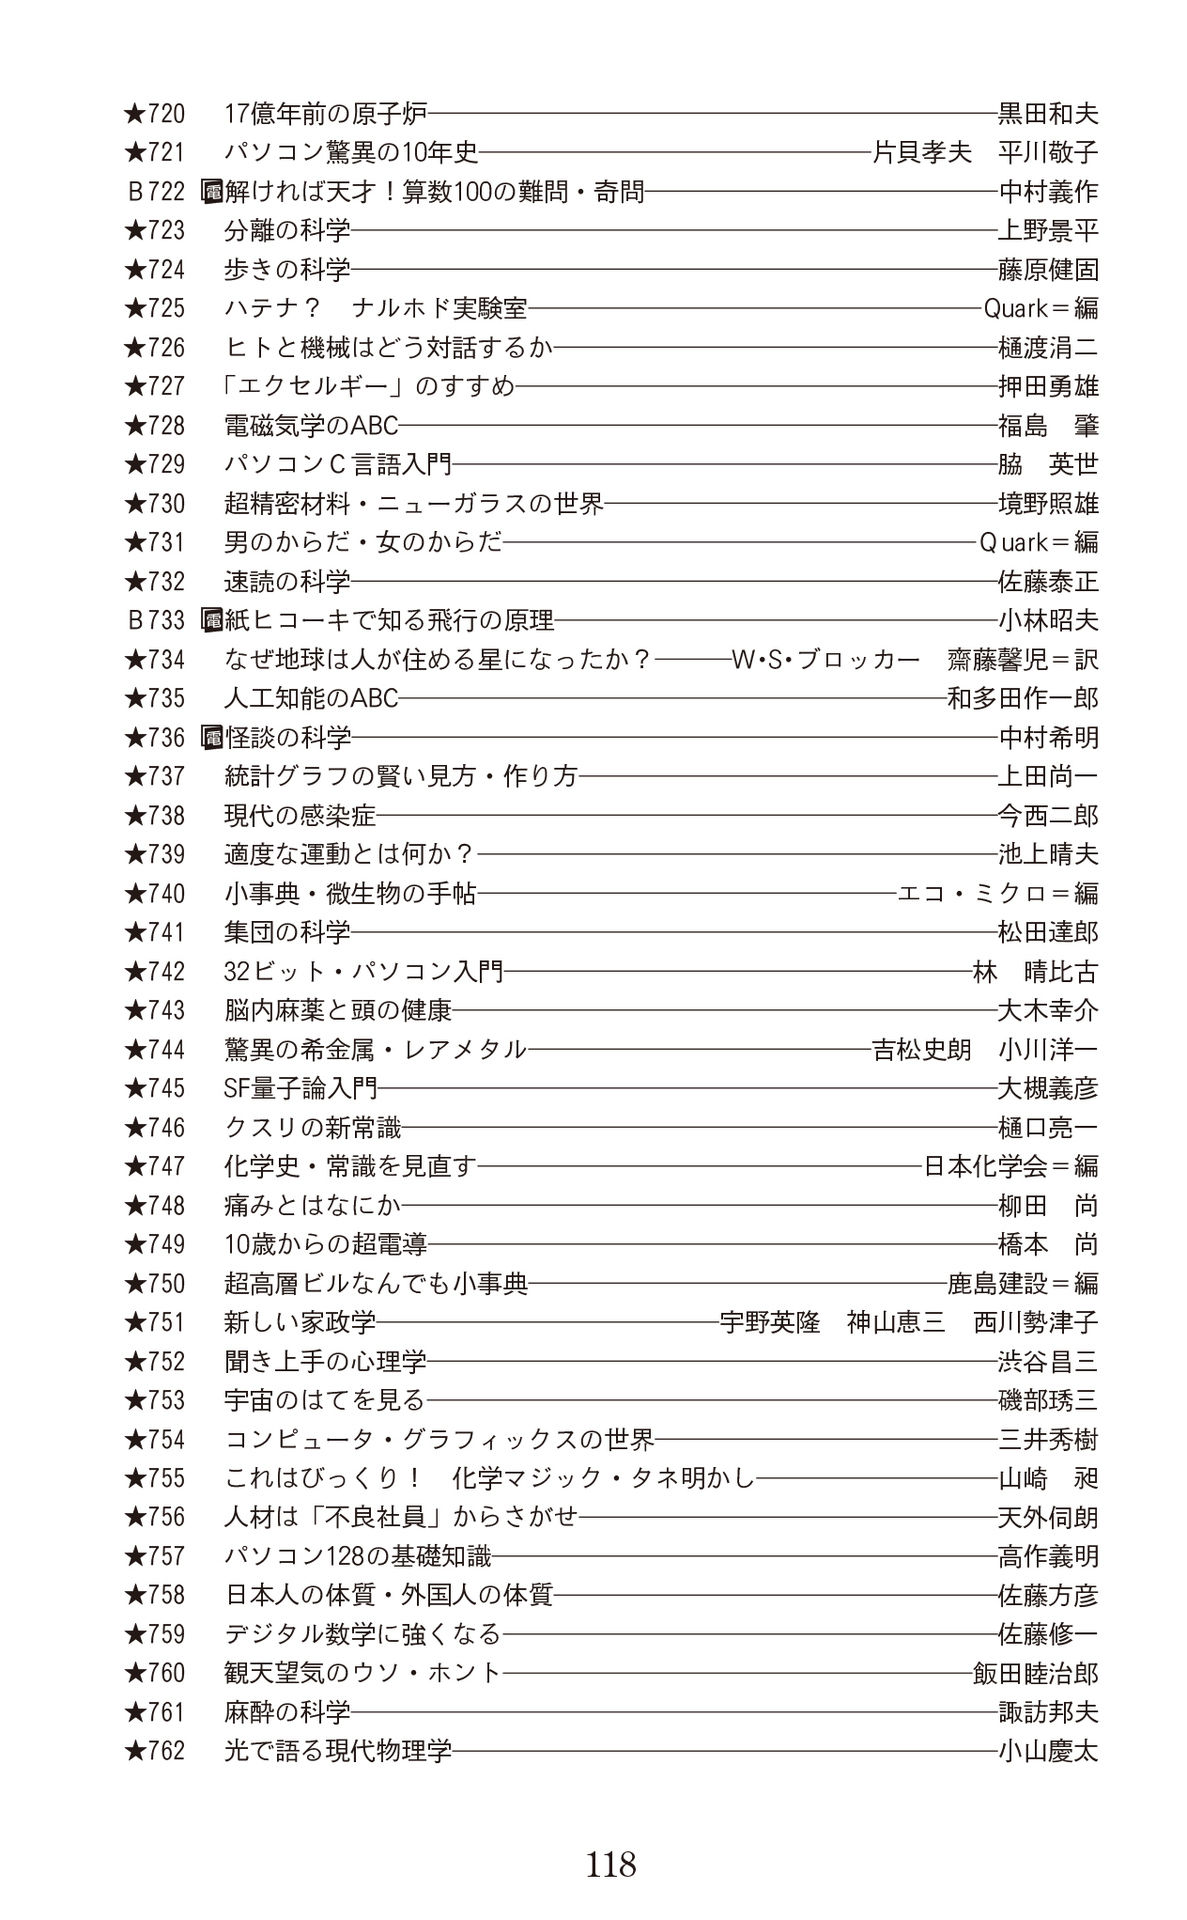 ★720 17億年前の原子炉――黒田和夫
★721 パソコン驚異の10年史――片貝孝夫 平川敬子
B722 電 解ければ天才！算数100の難問・奇問――中村義作
★723 分離の科学――上野景平
★724 歩きの科学――藤原健固
★725 ハテナ？ ナルホド実験室――Quark＝編
★726 ヒトと機械はどう対話するか――樋渡涓二
★727 「エクセルギー」のすすめ――押田勇雄
★728 電磁気学のABC――福島 肇
★729 パソコンC言語入門――脇 英世
★730 超精密材料・ニューガラスの世界――境野照雄
★731 男のからだ・女のからだ――Quark＝編
★732 速読の科学――佐藤泰正
B733 電 紙ヒコーキで知る飛行の原理――小林昭夫
★734 なぜ地球は人が住める星になったか？――W・S・ブロッカー 齋藤馨児＝訳
★735 人工知能のABC――和多田作一郎
★736 電 怪談の科学――中村希明
★737 統計グラフの賢い見方・作り方――上田尚一
★738 現代の感染症――今西二郎
★739 適度な運動とは何か？――池上晴夫
★740 小事典・微生物の手帖――エコ・ミクロ＝編
★741 集団の科学――松田達郎
★742 32ビット・パソコン入門――林 晴比古
★743 脳内麻薬と頭の健康――大木幸介
★744 驚異の希金属・レアメタル――吉松史朗 小川洋一
★745 SF量子論入門――大槻義彦
★746 クスリの新常識――樋口亮一
★747 化学史・常識を見直す――日本化学会＝編
★748 痛みとはなにか――柳田 尚
★749 10歳からの超電導――橋本 尚
★750 超高層ビルなんでも小事典――鹿島建設＝編
★751 新しい家政学――宇野英隆 神山恵三 西川勢津子
★752 聞き上手の心理学――渋谷昌三
★753 宇宙のはてを見る――磯部琇三
★754 コンピュータ・グラフィックスの世界――三井秀樹
★755 これはびっくり！ 化学マジック・タネ明かし――山崎 昶
★756 人材は「不良社員」からさがせ――天外伺朗
★757 パソコン128の基礎知識――高作義明
★758 日本人の体質・外国人の体質――佐藤方彦
★759 デジタル数学に強くなる――佐藤修一
★760 観天望気のウソ・ホント――飯田睦治郎
★761 麻酔の科学――諏訪邦夫
★762 光で語る現代物理学――小山慶太
118